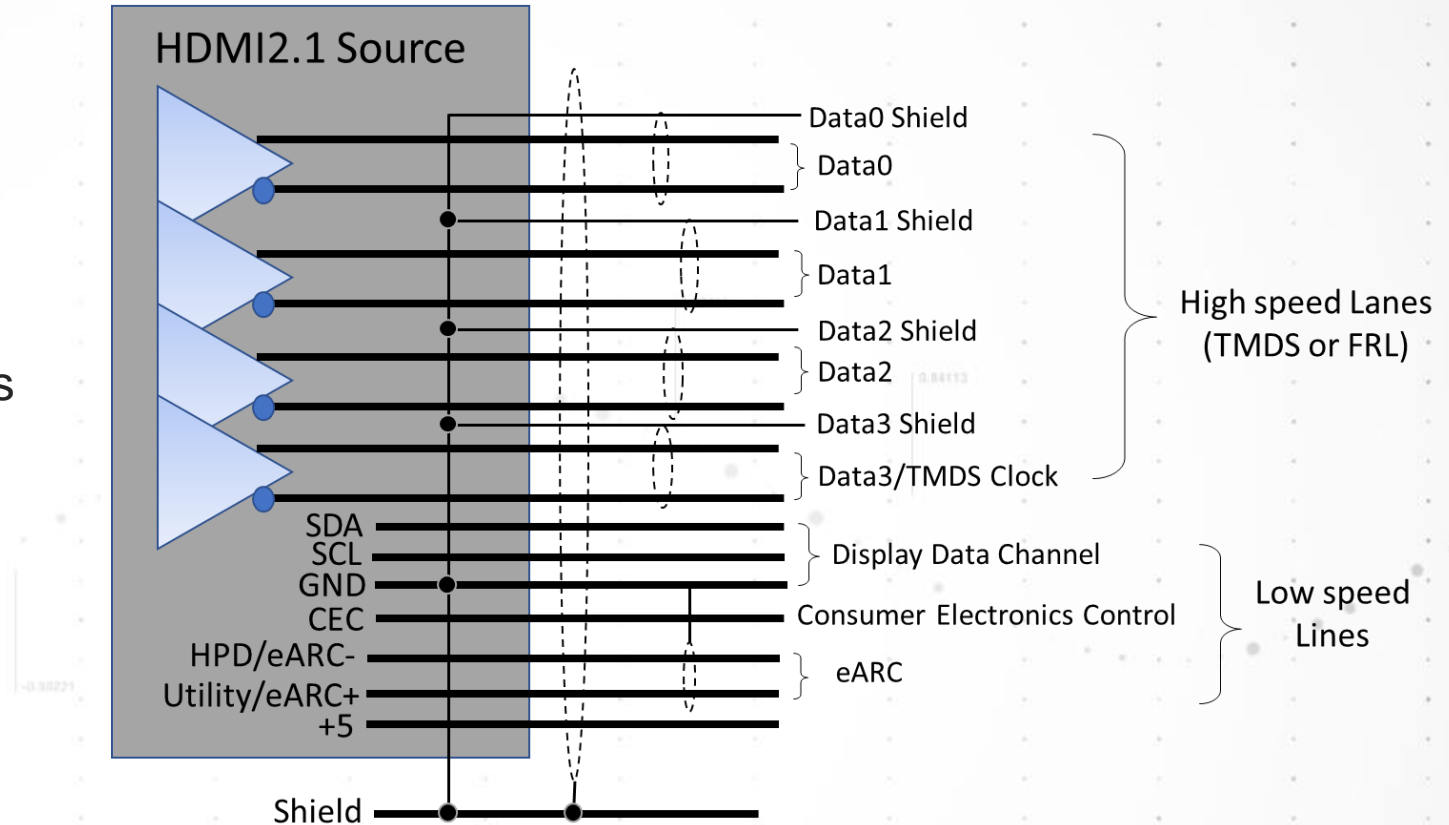 HDMI2.1 Source
Data0 Shield
Data0
Data1 Shield
Data1
Data2 Shield
Data2
Data3 Shield
Data3/TMDS Clock
High speed Lanes
(TMDS or FRL)
s
SDA
SCL
GND
CEC
HPD/eARC-
Utility/eARC+
+5
Shield
Display Data Channel
Consumer Electronics Control
eARC
Low speed
Lines
0.84113